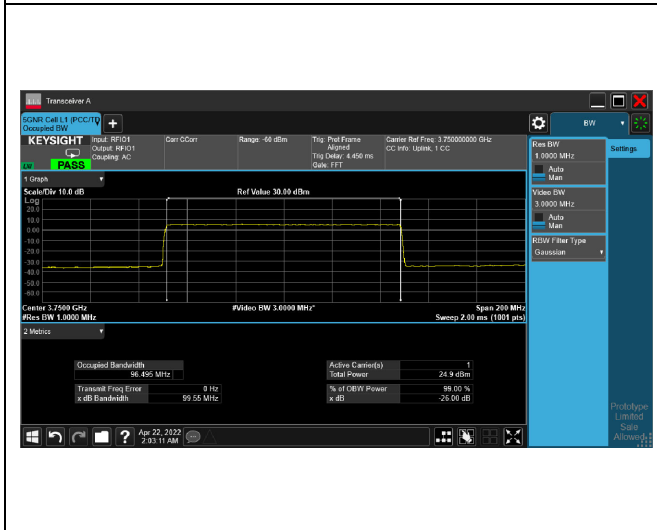 Transceiver A
5GNR Cell L1 (PCC/TD
Occupied BW
+
BW
KEYSIGHT
PASS
Input: RFIO1
Output: RFIO1
Coupling: AC
Corr CCorr
Range: -60 dBm
Trig: Prot Frame
Aligned
Trig Delay: 4.450 ms
Gate: FFT
Carrier Ref Freq: 3.750000000 GHz
CC Info: Uplink, 1 CC
Res BW
1.0000 MHz
Auto
Man
Settings
Video BW
3.0000 MHz
Auto
Man
RBW Filter Type
Gaussian
1 Graph
Scale/Div 10.0 dB
Ref Value 30.00 dBm
Log
20.0
10.0
0.00
-10.0
-20.0
-30.0
-40.0
-50.0
-60.0
Center 3.7500 GHz
#Video BW 3.0000 MHz*
Span 200 MHz
#Res BW 1.0000 MHz
Sweep 2.00 ms (1001 pts)
2 Metrics
Occupied Bandwidth
96.495 MHz
Active Carrier(s) 1
Total Power 24.9 dBm
Transmit Freq Error 0 Hz
% of OBW Power 99.00 %
x dB Bandwidth 99.55 MHz
x dB -26.00 dB
Prototype
Limited
Sale
Allowed
?
Apr 22, 2022
2:03:11 AM